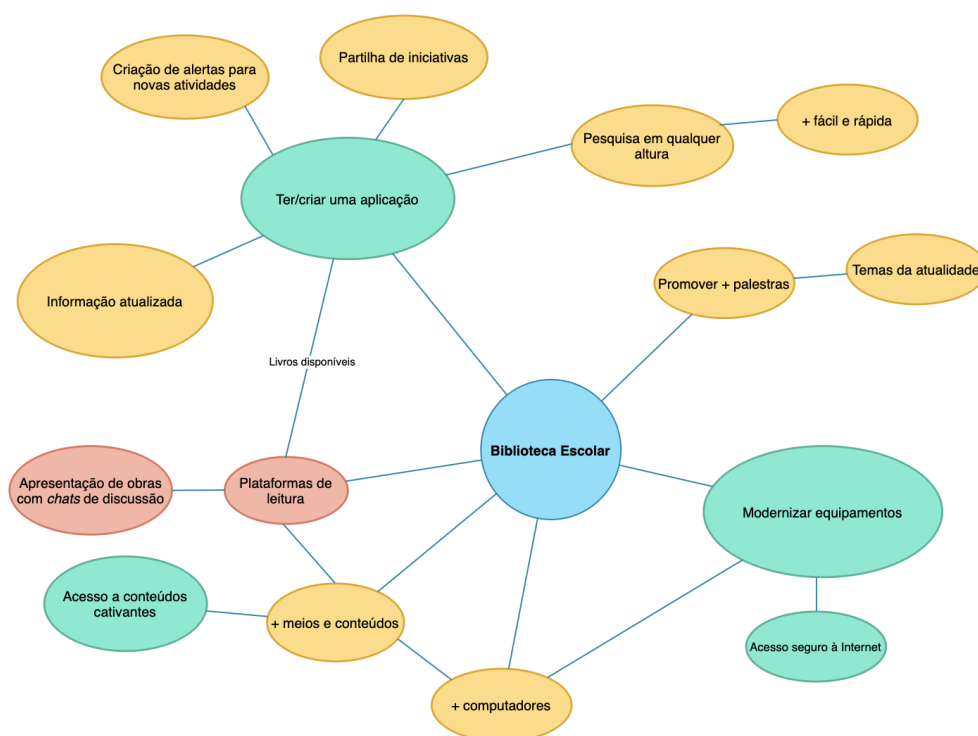 Criação de alertas para
novas atividades
Partilha de iniciativas
Pesquisa em qualquer
altura
+ fácil e rápida
Ter/criar uma aplicação
Informação atualizada
Promover + palestras
Temas da atualidade
Livros disponíveis
Biblioteca Escolar
Apresentação de obras
com chats de discussão
Plataformas de
leitura
Modernizar equipamentos
Acesso a conteúdos
cativantes
+ meios e conteúdos
Acesso seguro à Internet
+ computadores